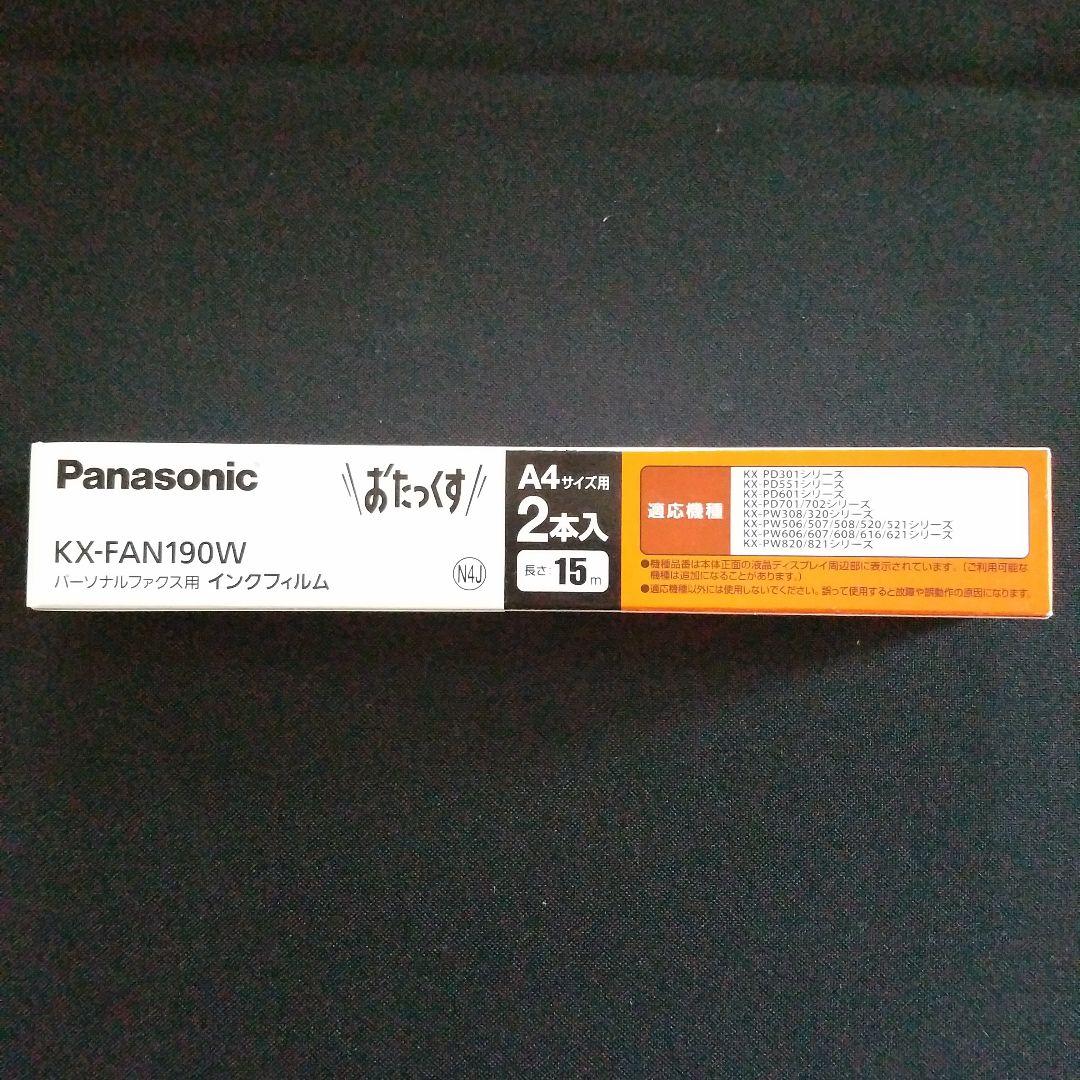 Panasonic
おたっくす
KX-FAN190W
パーソナルファクス用 インクフィルム
N4J
A4サイズ用
2本入
長さ:15m
適応機種
KX-PD301シリーズ
KX-PD551シリーズ
KX-PD601シリーズ
KX-PD701/702シリーズ
KX-PW308/320シリーズ
KX-PW506/507/508/520/521シリーズ
KX-PW606/607/608/616/621シリーズ
KX-PW820/821シリーズ
●機種品番は本体正面の液晶ディスプレイ周辺部に表示されています。(ご利用可能な
機種は追加になることがあります。)
●適応機種以外には使用しないでください。誤って使用すると故障や誤動作の原因になります。